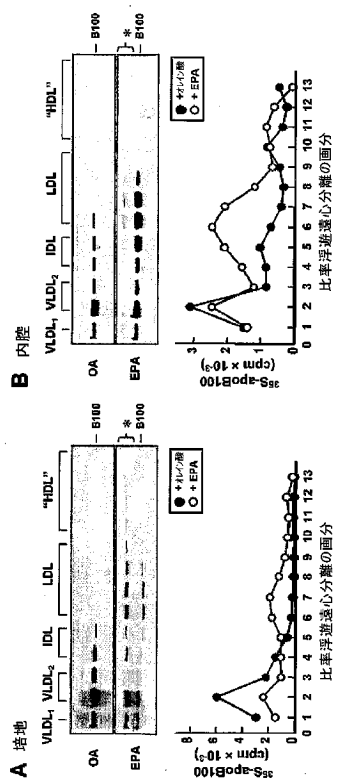 A 培地
VLDL1 VLDL2 IDL LDL "HDL"
OA
B100
EPA
*
B100
●+オレイン酸
○+EPA
35S-apoB100
(cpm × 10-3)
8
6
4
2
0
1 2 3 4 5 6 7 8 9 10 11 12 13
比率浮遊遠心分離の画分
B 内腔
VLDL1 VLDL2 IDL LDL "HDL"
OA
B100
EPA
*
B100
●+オレイン酸
○+EPA
35S-apoB100
(cpm × 10-3)
3
2
1
0
1 2 3 4 5 6 7 8 9 10 11 12 13
比率浮遊遠心分離の画分